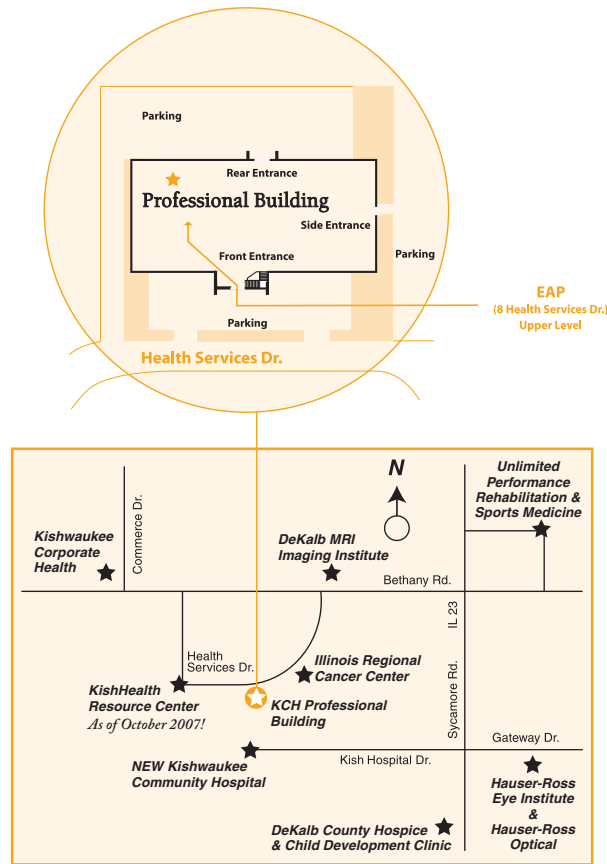 Parking
Rear Entrance
Professional Building
Side Entrance
Front Entrance
Parking
Parking
EAP
(8 Health Services Dr.)
Upper Level
Health Services Dr.
N
Unlimited
Performance
Rehabilitation &
Sports Medicine
Commerce Dr.
Kishwaukee
Corporate
Health
DeKalb MRI
Imaging Institute
Bethany Rd.
IL 23
Health
Services Dr.
Illinois Regional
Cancer Center
KishHealth
Resource Center
As of October 2007!
KCH Professional
Building
Sycamore Rd.
Gateway Dr.
NEW Kishwaukee
Community Hospital
Kish Hospital Dr.
Hauser-Ross
Eye Institute
&
Hauser-Ross
Optical
DeKalb County Hospice
& Child Development Clinic